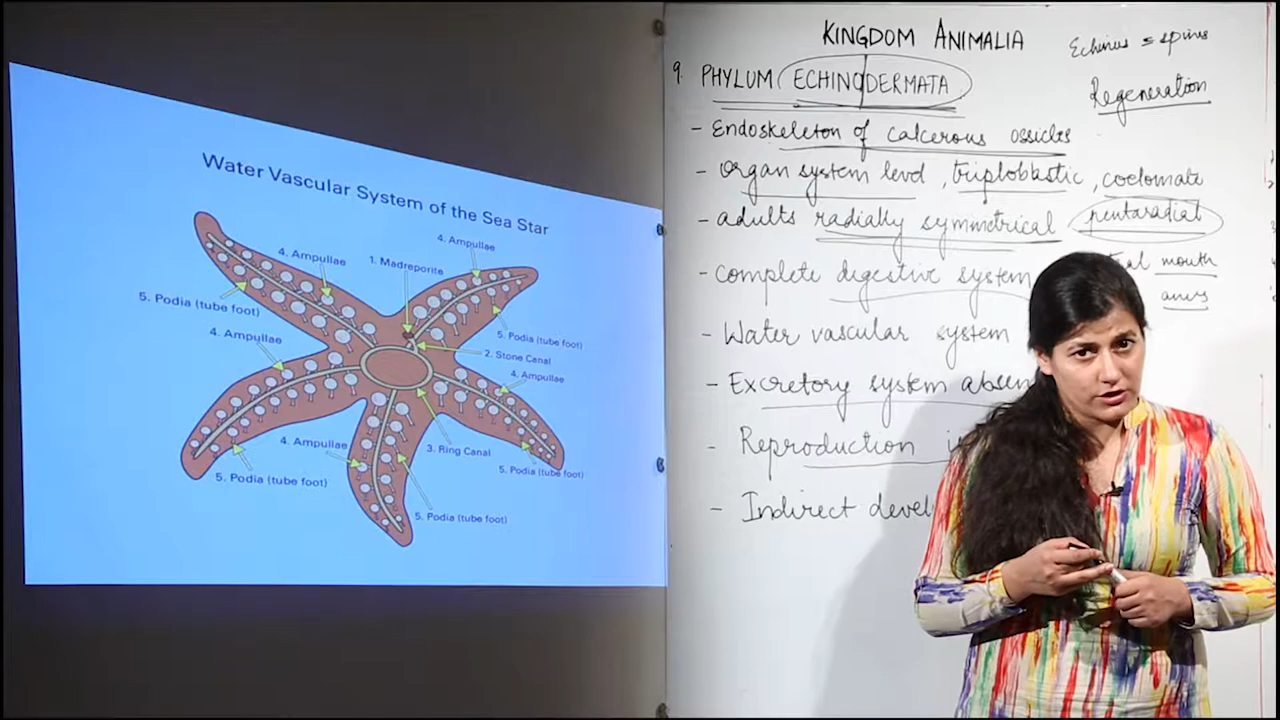 Water Vascular System of the Sea Star
4. Ampullae
4. Ampullae
1. Madreporite
5. Podia (tube foot)
5. Podia (tube foot)
4. Ampullae
2. Stone Canal
4. Ampullae
4. Ampullae
3. Ring Canal
5. Podia (tube foot)
5. Podia (tube foot)
5. Podia (tube foot)
KINGDOM ANIMALIA
Echinus = spines
9. PHYLUM ECHINODERMATA
Regeneration
- Endoskeleton of calcerous ossicles
- Organ system level, triploblastic, coelomate
- adults radially symmetrical pentaradial
- complete digestive system mouth
anus
- Water vascular system
- Excretory system
- Reproduction
- Indirect